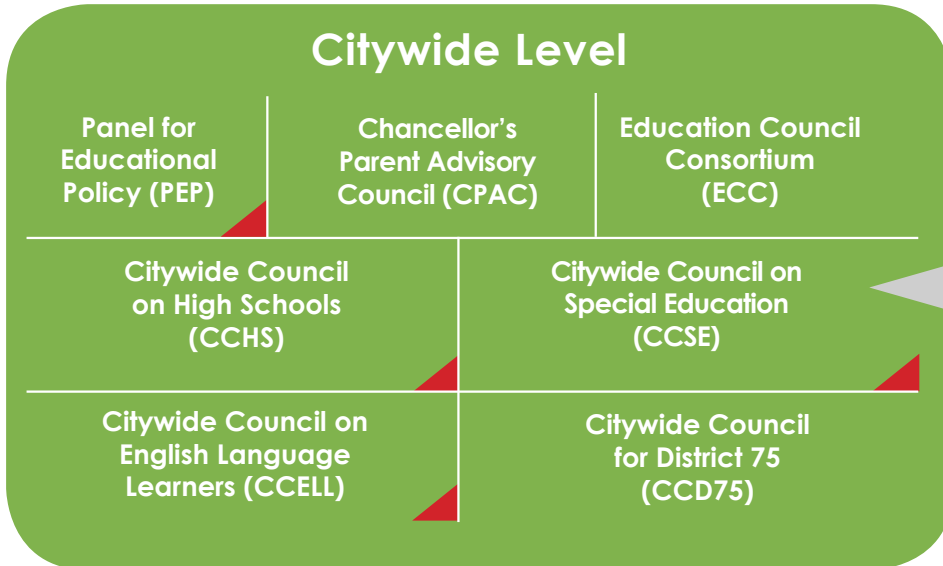 Citywide Level
Panel for
Educational
Policy (PEP)
Chancellor’s
Parent Advisory
Council (CPAC)
Education Council
Consortium
(ECC)
Citywide Council
on High Schools
(CCHS)
Citywide Council on
Special Education
(CCSE)
Citywide Council on
English Language
Learners (CCELL)
Citywide Council
for District 75
(CCD75)